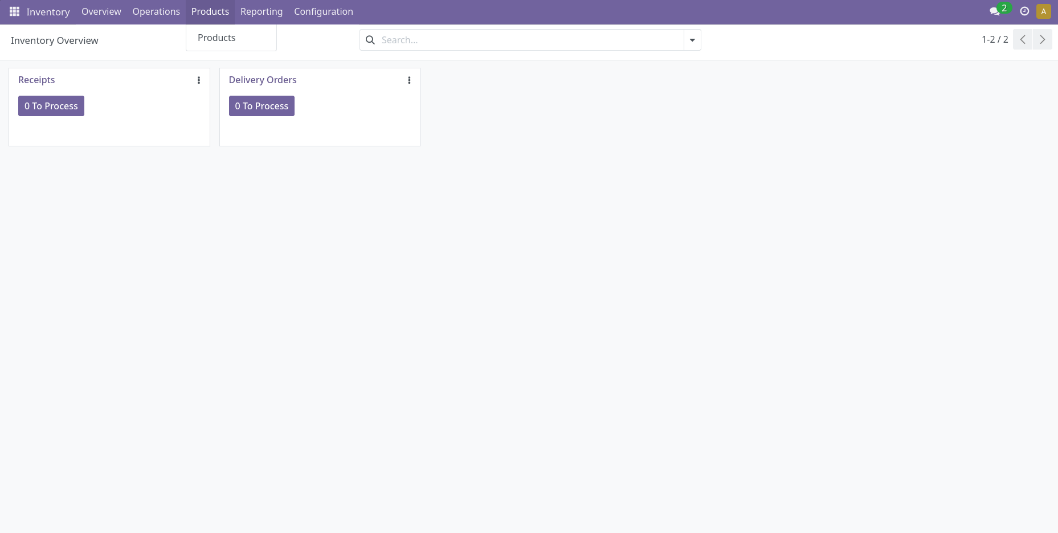 Inventory Overview Operations Products Reporting Configuration 2 A
Products
Inventory Overview Search... 1-2 / 2
Receipts Delivery Orders
0 To Process 0 To Process